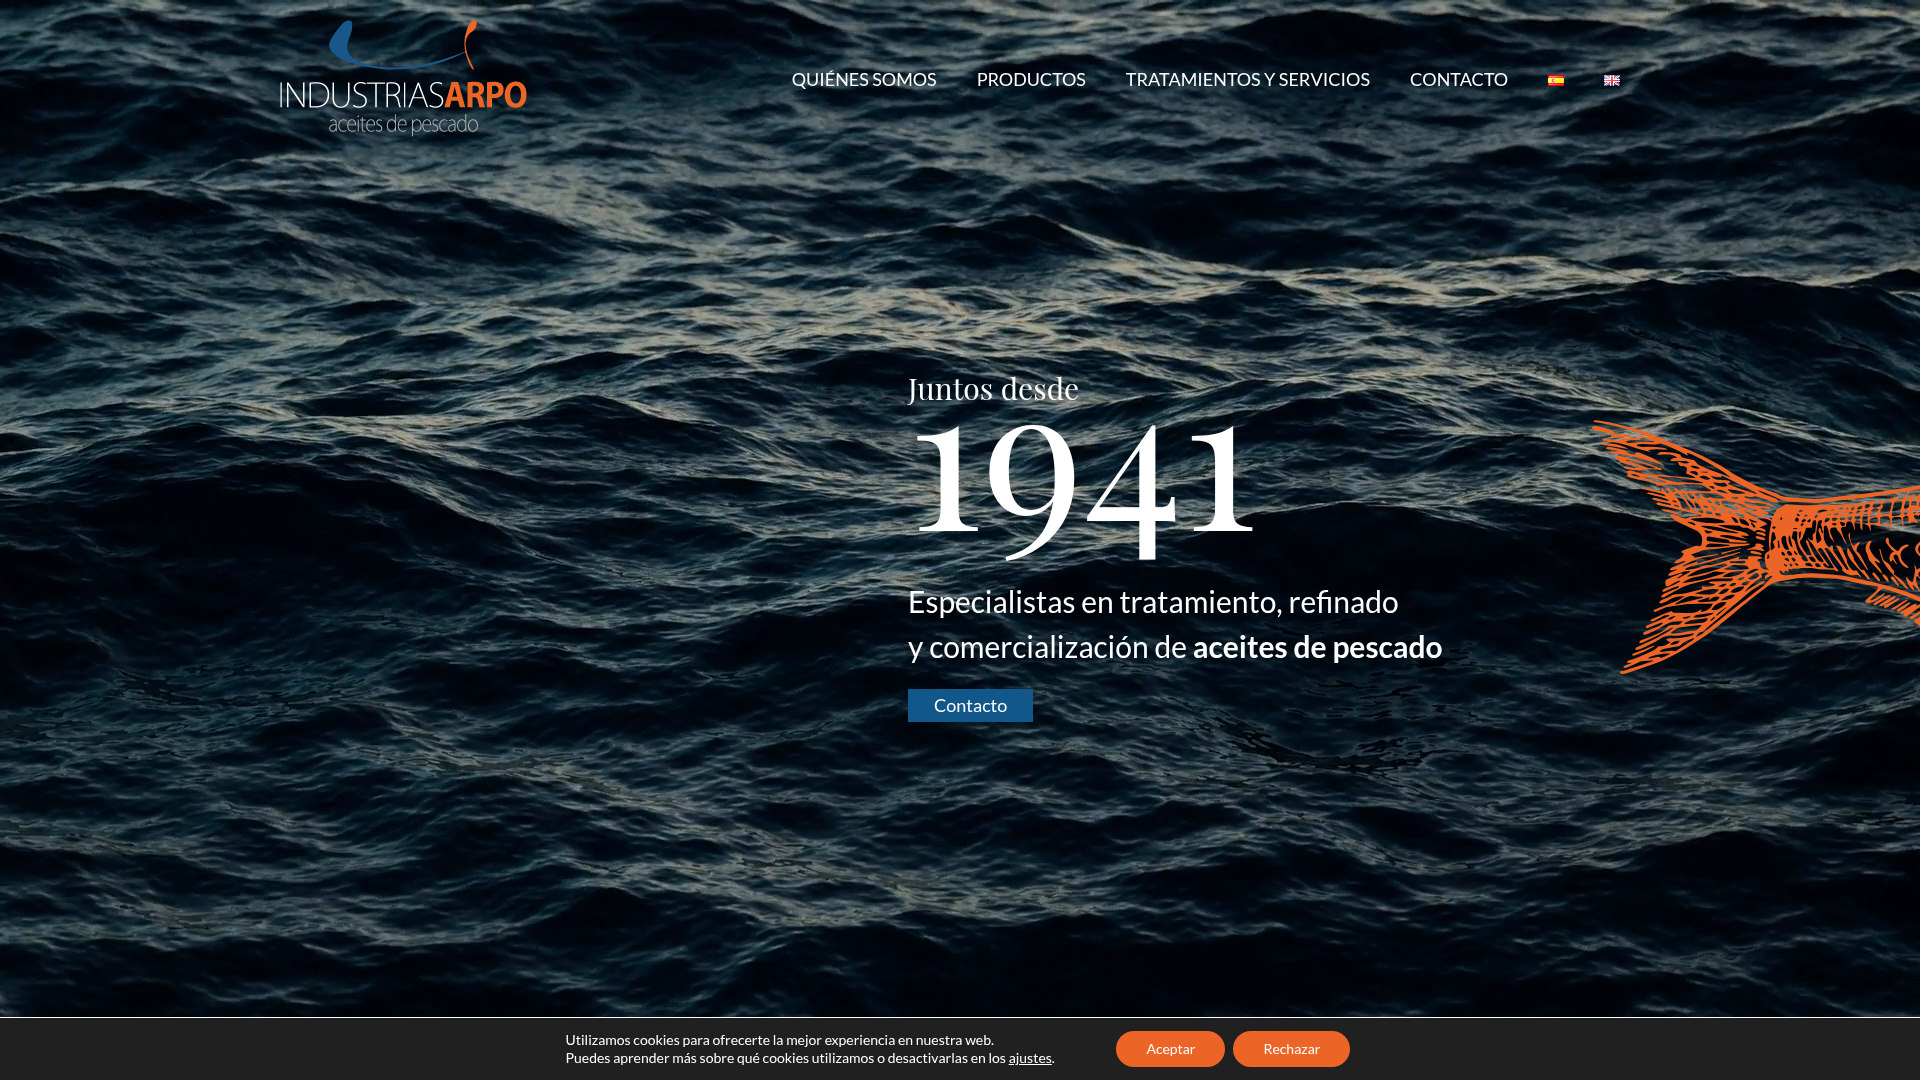 INDUSTRIASARPO
aceites de pescado
QUIÉNES SOMOS
PRODUCTOS
TRATAMIENTOS Y SERVICIOS
CONTACTO
Juntos desde
1941
Especialistas en tratamiento, refinado
y comercialización de aceites de pescado
Contacto
Utilizamos cookies para ofrecerte la mejor experiencia en nuestra web.
Puedes aprender más sobre qué cookies utilizamos o desactivarlas en los ajustes.
Aceptar
Rechazar